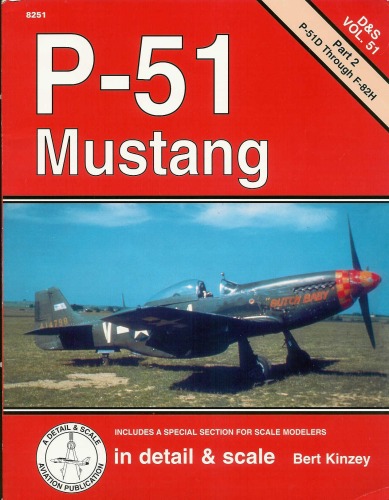 8251
D&S
VOL. 51
Part 2
P-51D Through F-82H
P-51
Mustang
INCLUDES A SPECIAL SECTION FOR SCALE MODELERS
in detail & scale Bert Kinzey
A DETAIL & SCALE
AVIATION PUBLICATION